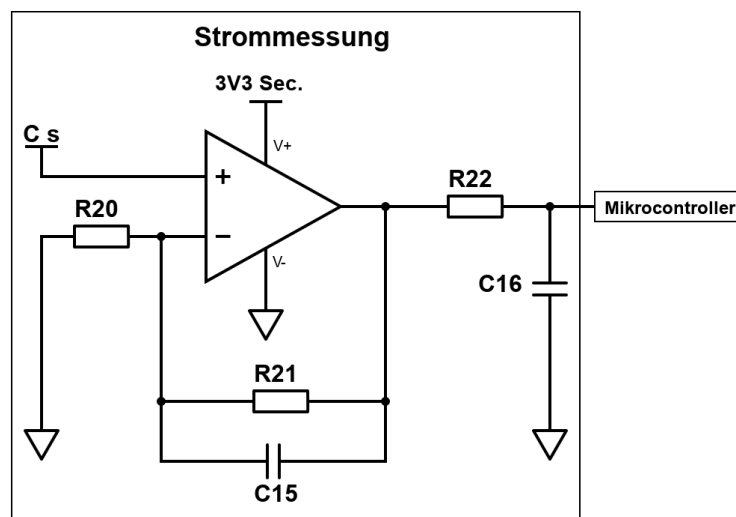 Strommessung
3V3 Sec.
C s
V+
+
R20
R22
Mikrocontroller
−
V-
C16
R21
C15